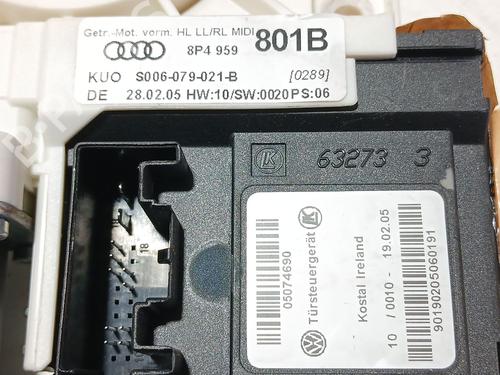 Getr.-Mot. vorm. HL LL/RL MIDI
8P4 959 801B
KUO S006-079-021-B [0289]
DE 28.02.05 HW:10/SW:0020 PS:06
K 63273 3
18
05074690
Türsteuergerät K
Kostal Ireland
10 / 0010 - 19.02.05
90190205060191